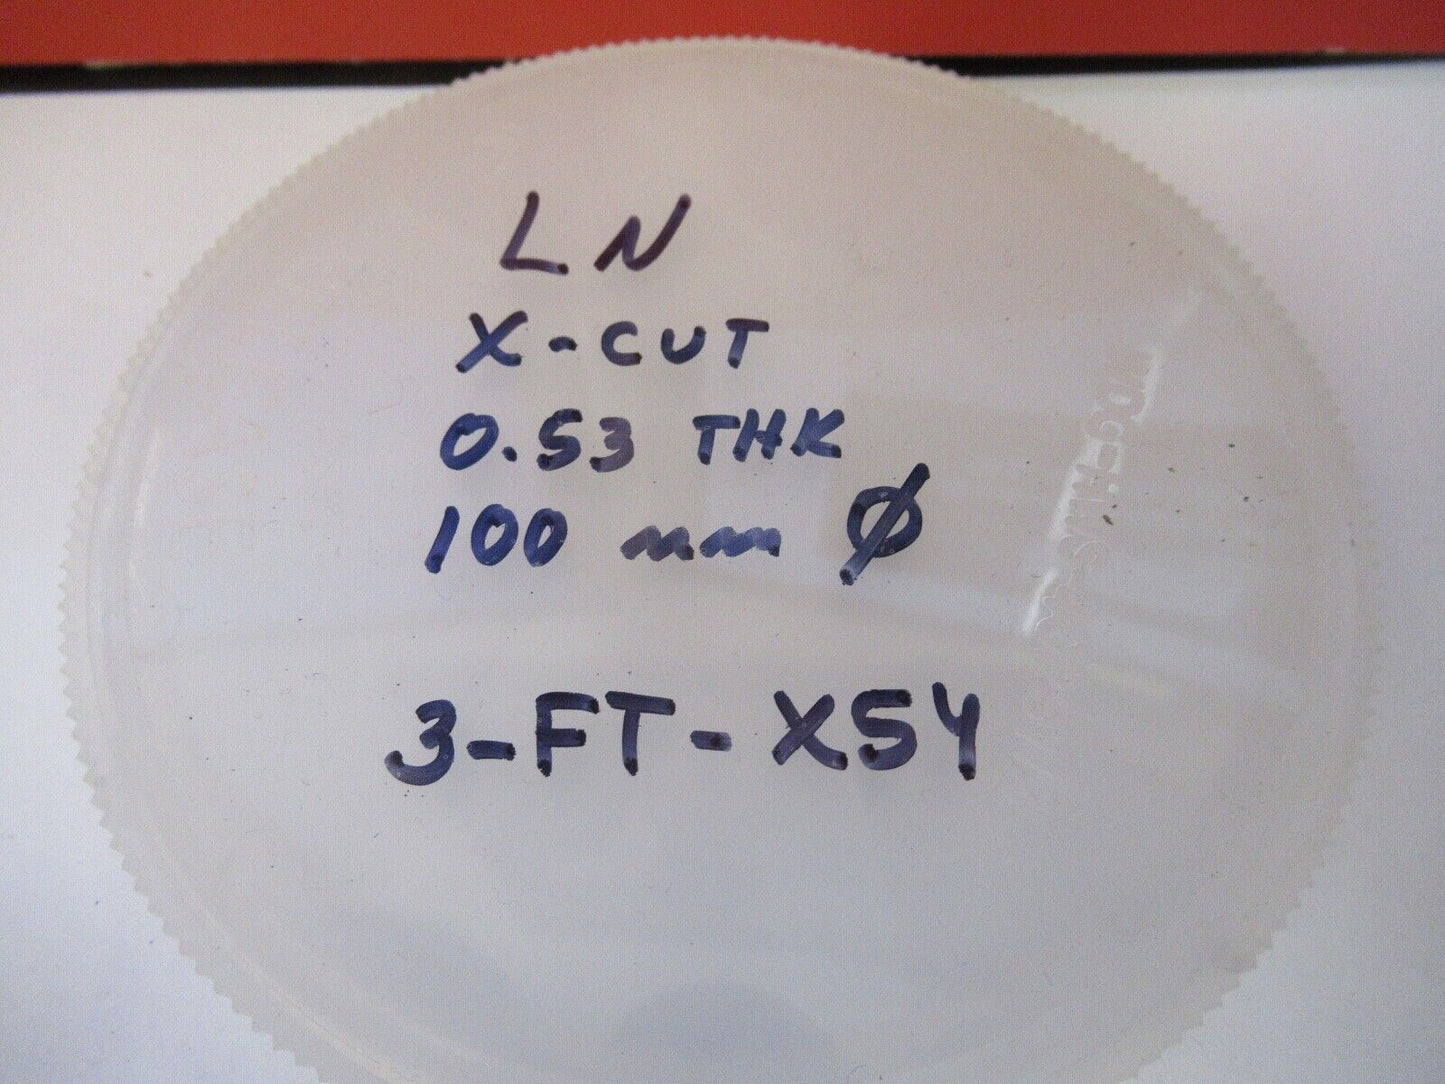 LN
X-CUT
0.53 THK
100 mm Ø
3-FT-X54